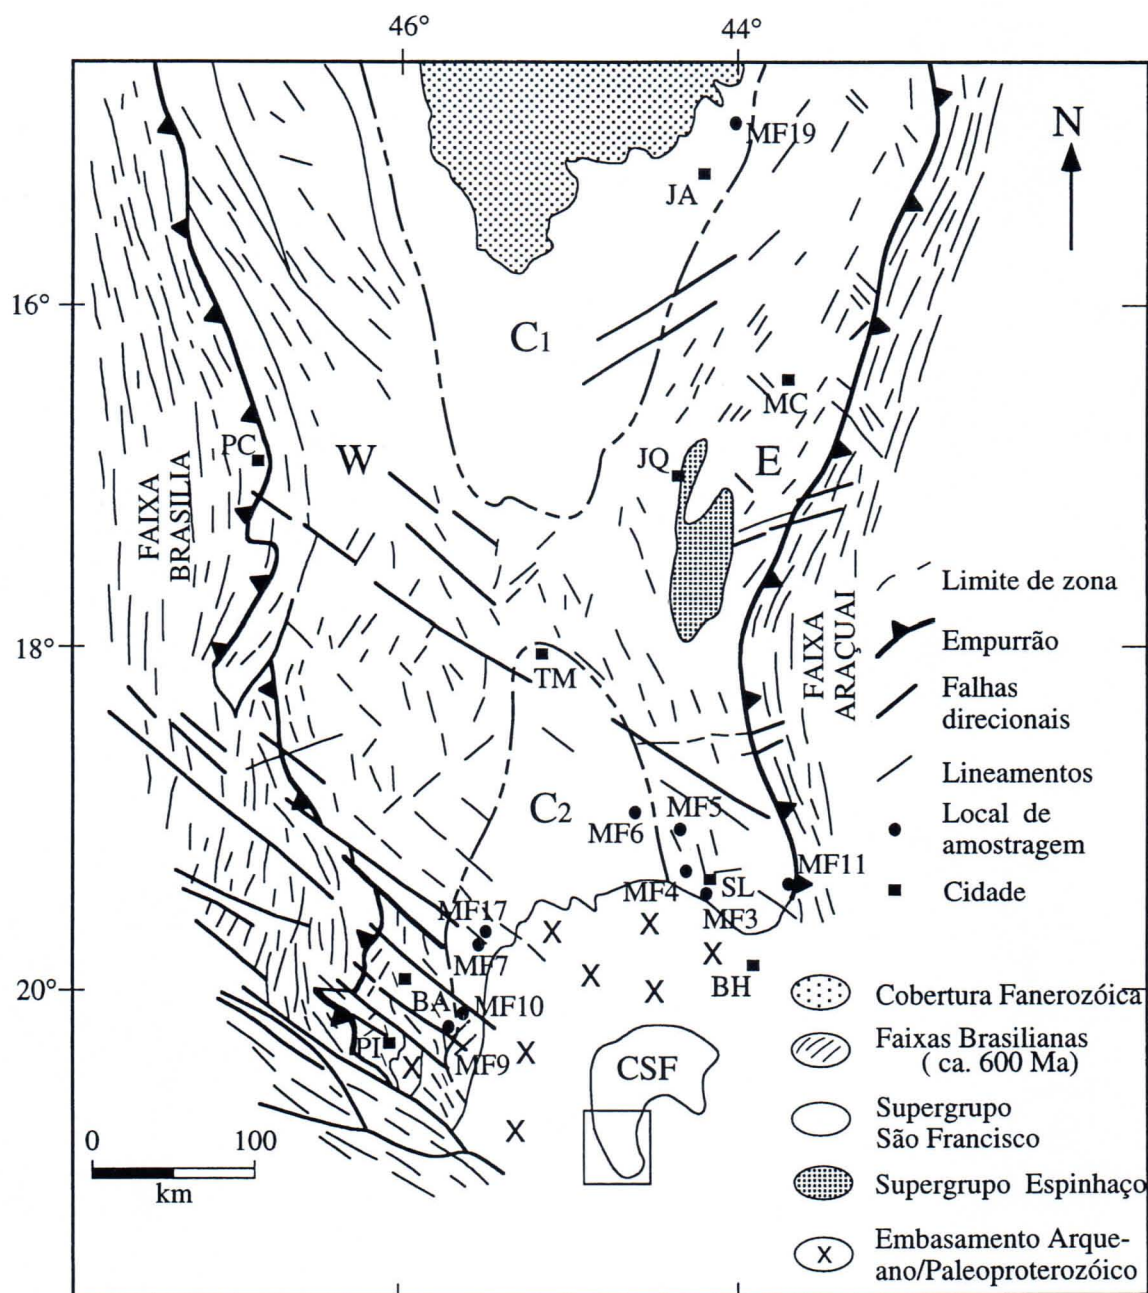 46°
44°
N
MF19
JA
16°
C1
MC
PC
W
JQ
E
FAIXA
BRASILIA
Limite de zona
18°
TM
FAIXA
ARAÇUAI
Empurrão
Falhas
direcionais
Lineamentos
C2
MF5
MF6
Local de
amostragem
MF11
MF4
SL
Cidade
MF3
MF17
MF7
X
X
X
X
X
BH
20°
BA
MF10
Cobertura Fanerozóica
PI
MF9
X
X
CSF
Faixas Brasilianas
( ca. 600 Ma)
X
Supergrupo
São Francisco
0
100
km
Supergrupo Espinhaço
X
Embasamento Arque-
ano/Paleoproterozóico